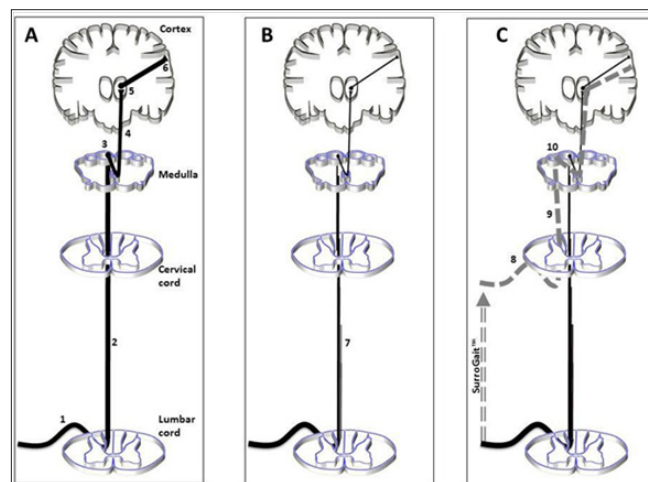 A
Cortex
6
5
4
3
Medulla
Cervical
cord
2
1
Lumbar
cord
B
7
C
10
9
8
SurroGait™